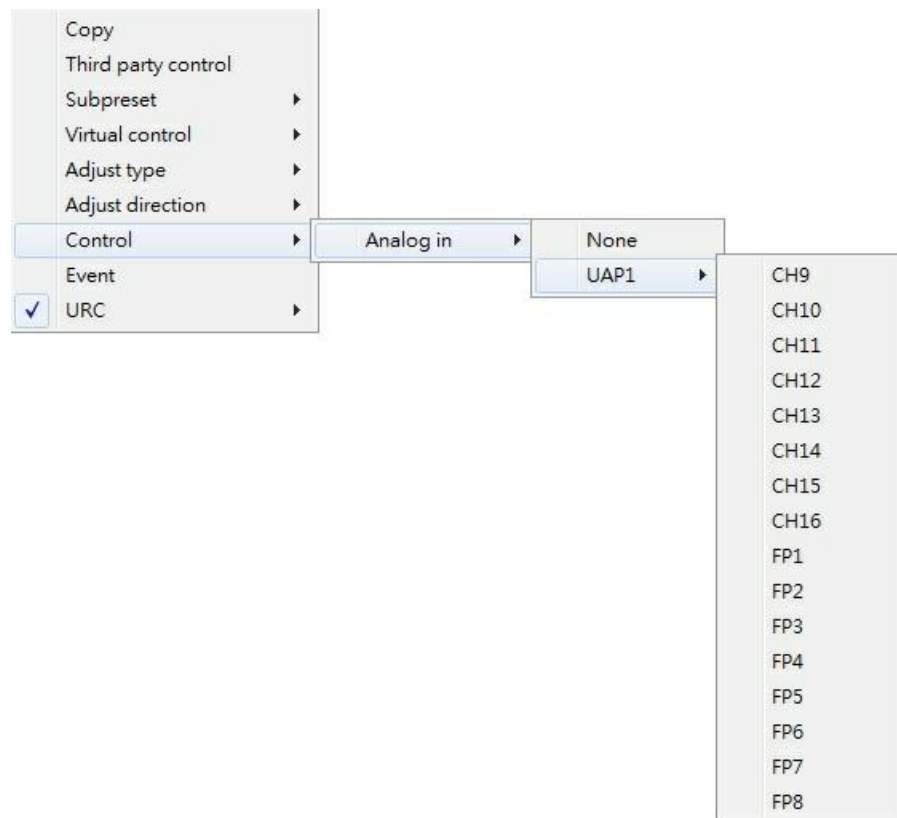 Copy
Third party control
Subpreset
Virtual control
Adjust type
Adjust direction
Control
Event
URC
Analog in
None
UAP1
CH9
CH10
CH11
CH12
CH13
CH14
CH15
CH16
FP1
FP2
FP3
FP4
FP5
FP6
FP7
FP8